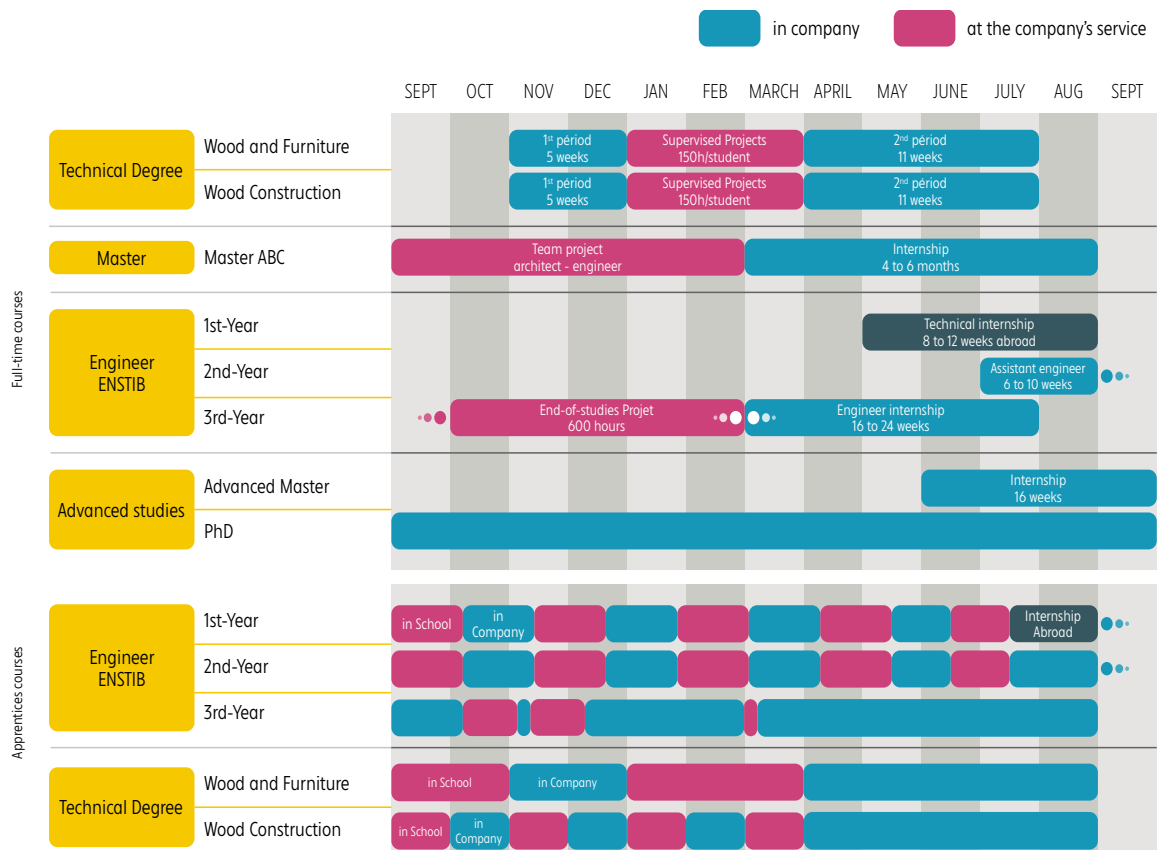 in company
at the company's service
SEPT OCT NOV DEC JAN FEB MARCH APRIL MAY JUNE JULY AUG SEPT
Full-time courses
Technical Degree
Wood and Furniture
1st périod
5 weeks
Supervised Projects
150h/student
2nd périod
11 weeks
Wood Construction
1st périod
5 weeks
Supervised Projects
150h/student
2nd périod
11 weeks
Master
Master ABC
Team project
architect - engineer
Internship
4 to 6 months
Engineer
ENSTIB
1st-Year
Technical internship
8 to 12 weeks abroad
2nd-Year
Assistant engineer
6 to 10 weeks
3rd-Year
End-of-studies Projet
600 hours
Engineer internship
16 to 24 weeks
Advanced studies
Advanced Master
Internship
16 weeks
PhD
Apprentices courses
Engineer
ENSTIB
1st-Year
in School
in
Company
Internship
Abroad
2nd-Year
3rd-Year
Technical Degree
Wood and Furniture
in School
in Company
Wood Construction
in School
in
Company